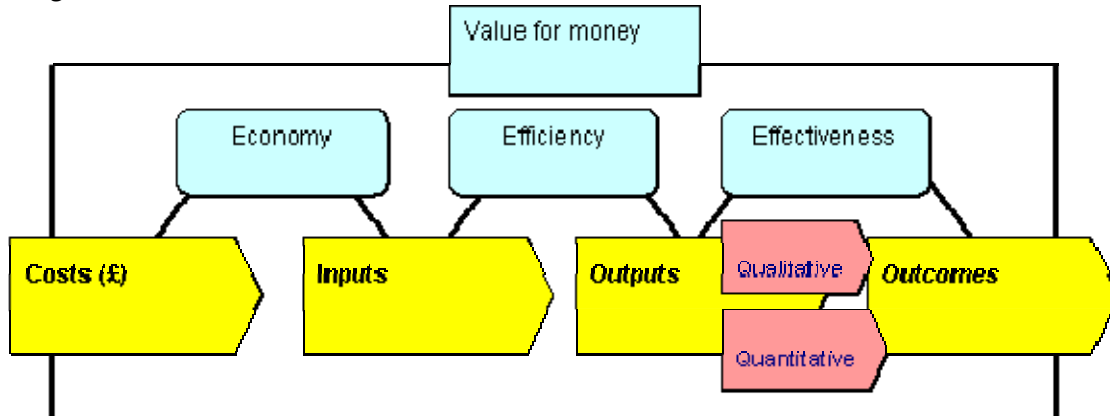 Value for money
Economy
Efficiency
Effectiveness
Costs (£)
Inputs
Outputs
Qualitative
Outcomes
Quantitative